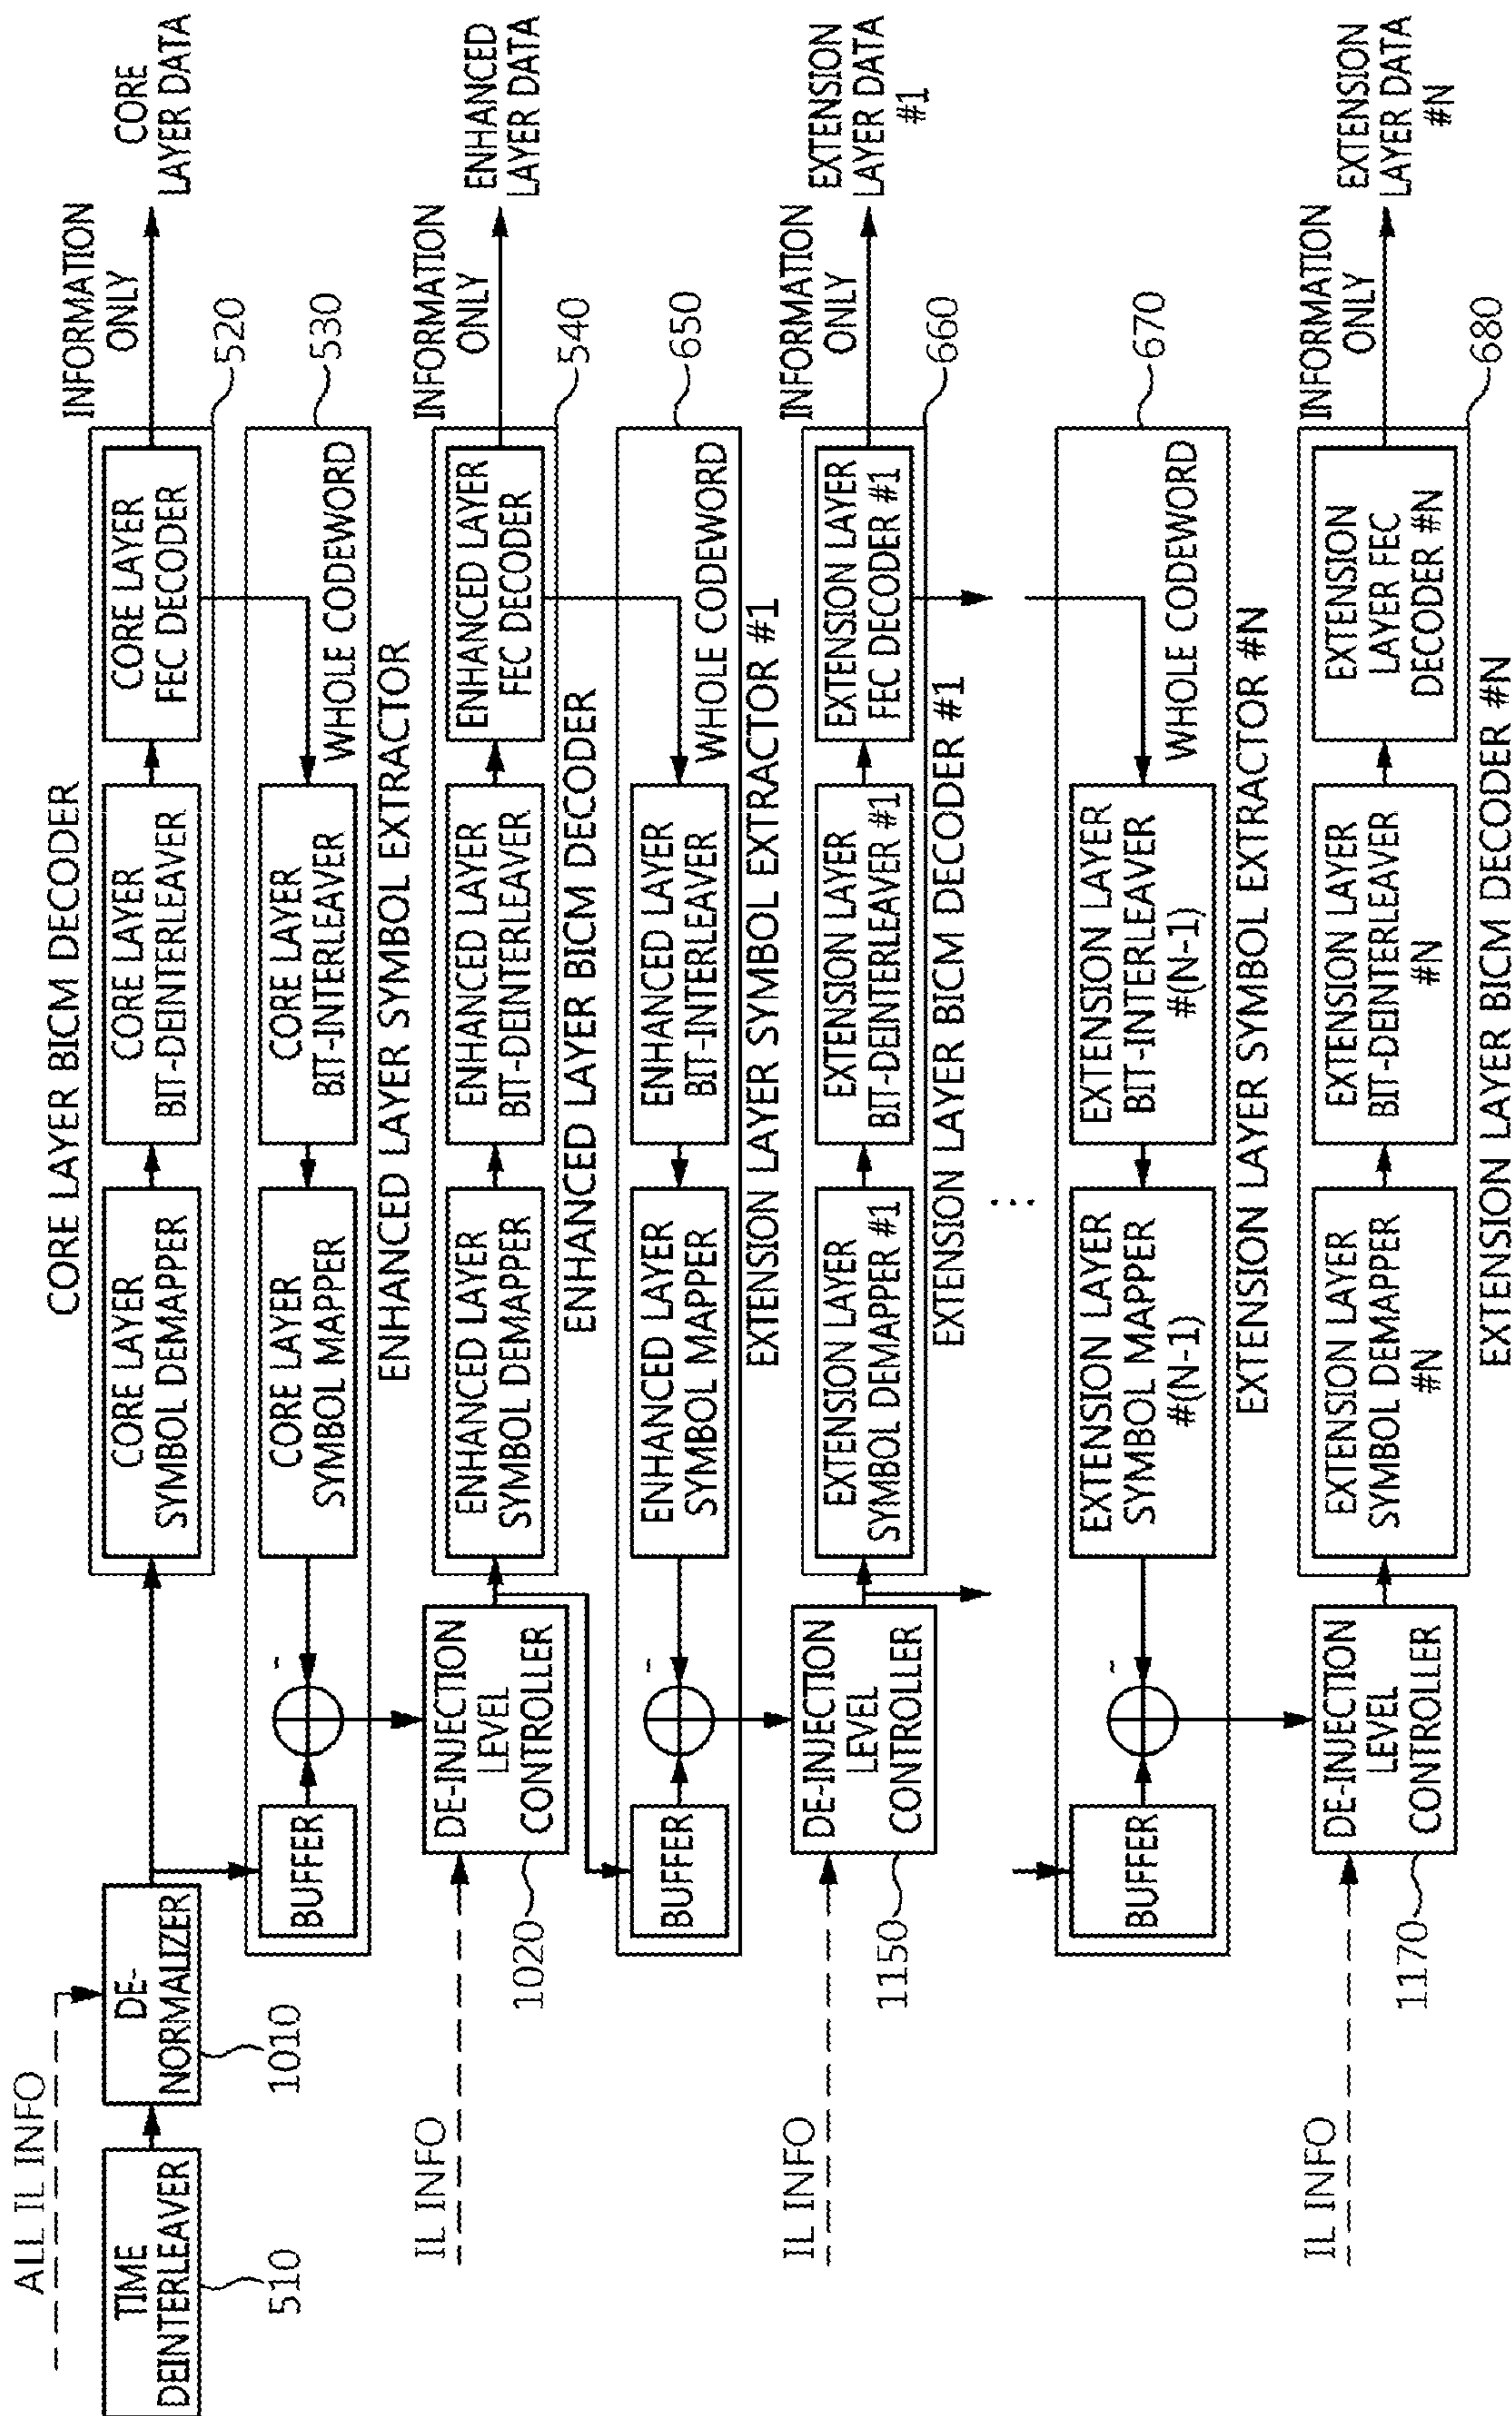 ALL IL INFO
TIME
DEINTERLEAVER
510
DE-
NORMALIZER
1010
CORE LAYER BICM DECODER
CORE LAYER
SYMBOL DEMAPPER
CORE LAYER
BIT-DEINTERLEAVER
CORE LAYER
FEC DECODER
INFORMATION
ONLY
CORE
LAYER DATA
520
BUFFER
-
CORE LAYER
SYMBOL MAPPER
CORE LAYER
BIT-INTERLEAVER
WHOLE CODEWORD
530
ENHANCED LAYER SYMBOL EXTRACTOR
IL INFO
DE-INJECTION
LEVEL
CONTROLLER
1020
ENHANCED LAYER
SYMBOL DEMAPPER
ENHANCED LAYER
BIT-DEINTERLEAVER
ENHANCED LAYER
FEC DECODER
INFORMATION
ONLY
ENHANCED
LAYER DATA
540
ENHANCED LAYER BICM DECODER
BUFFER
-
ENHANCED LAYER
SYMBOL MAPPER
ENHANCED LAYER
BIT-INTERLEAVER
WHOLE CODEWORD
650
EXTENSION LAYER SYMBOL EXTRACTOR #1
IL INFO
DE-INJECTION
LEVEL
CONTROLLER
1150
EXTENSION LAYER
SYMBOL DEMAPPER #1
EXTENSION LAYER
BIT-DEINTERLEAVER #1
EXTENSION LAYER
FEC DECODER #1
INFORMATION
ONLY
EXTENSION
LAYER DATA
#1
660
EXTENSION LAYER BICM DECODER #1
...
BUFFER
-
EXTENSION LAYER
SYMBOL MAPPER
#(N-1)
EXTENSION LAYER
BIT-INTERLEAVER
#(N-1)
WHOLE CODEWORD
670
EXTENSION LAYER SYMBOL EXTRACTOR #N
IL INFO
DE-INJECTION
LEVEL
CONTROLLER
1170
EXTENSION LAYER
SYMBOL DEMAPPER
#N
EXTENSION LAYER
BIT-DEINTERLEAVER
#N
EXTENSION
LAYER FEC
DECODER #N
INFORMATION
ONLY
EXTENSION
LAYER DATA
#N
680
EXTENSION LAYER BICM DECODER #N